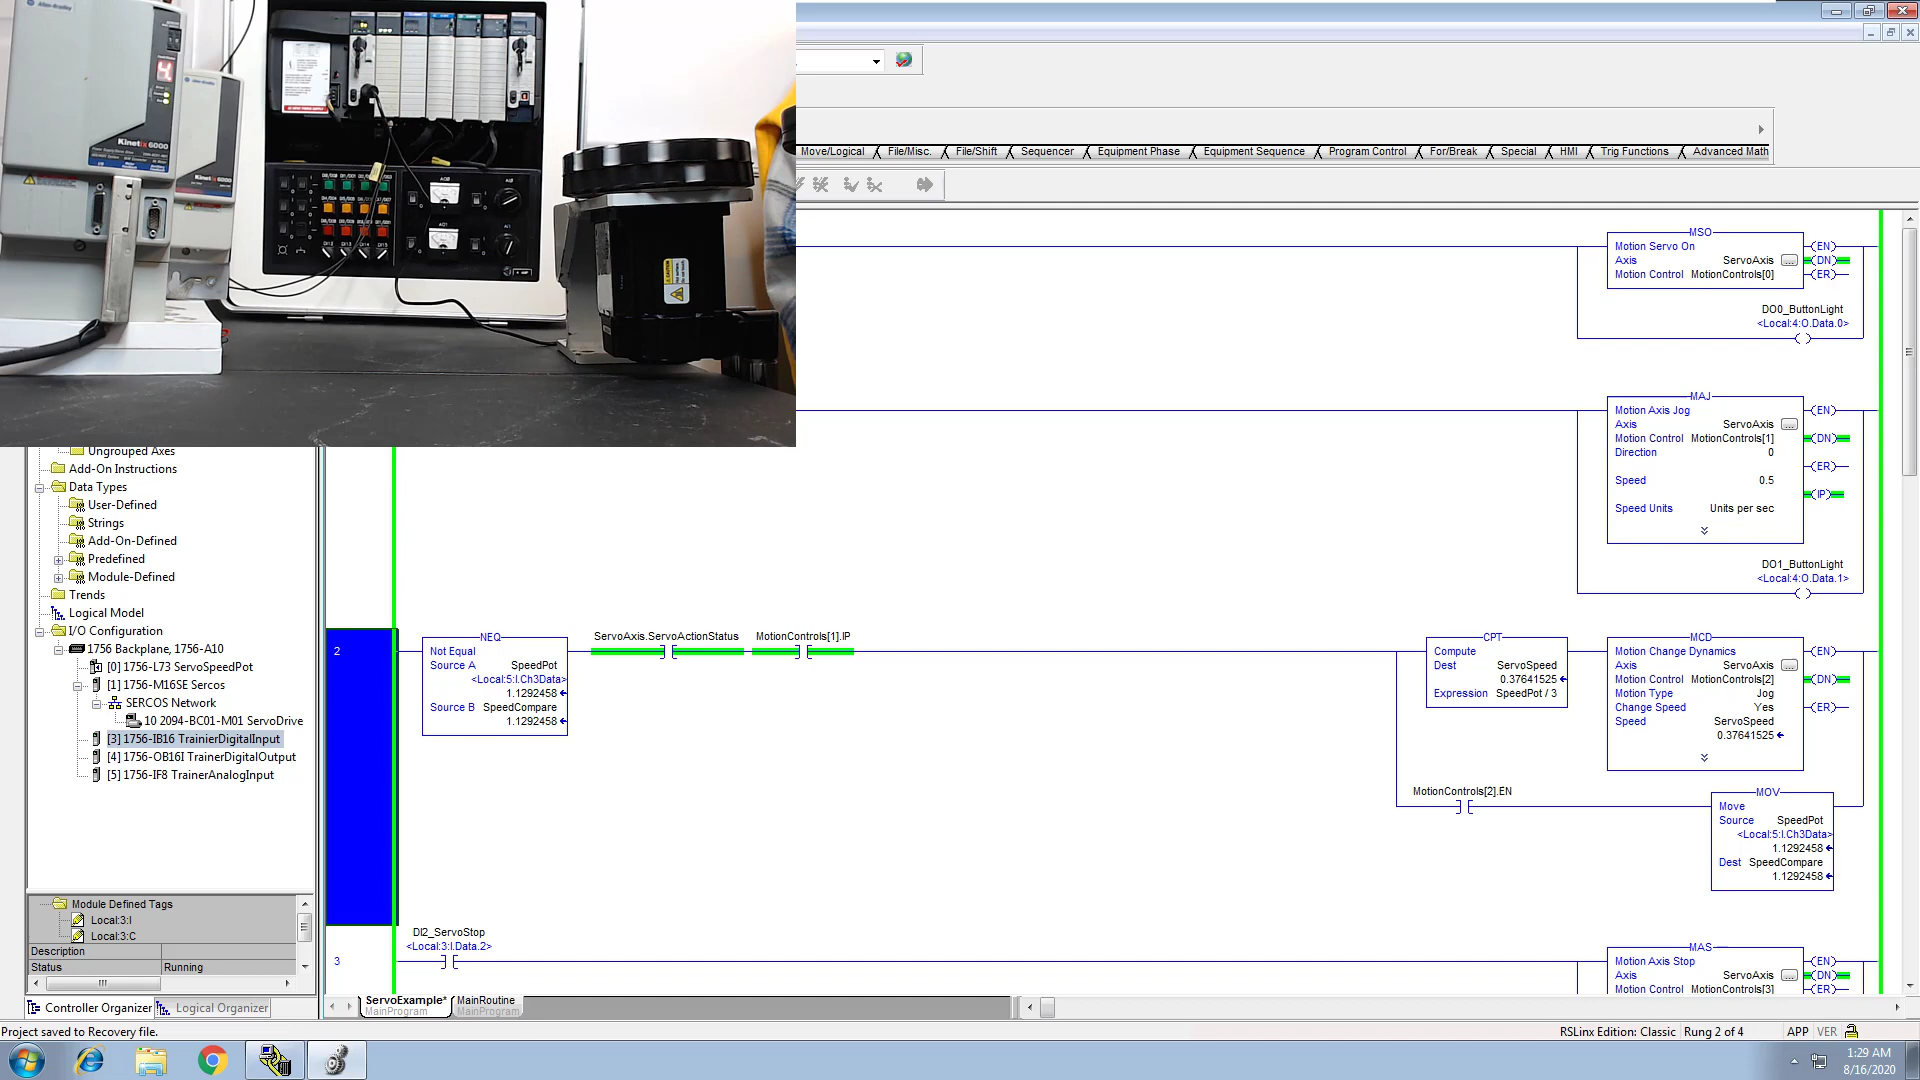 Allen-Bradley
4
Kinetix 6000
Allen-Bradley
Kinetix 6000
AO0
AI0
AO1
AI1
Move/Logical
File/Misc.
File/Shift
Sequencer
Equipment Phase
Equipment Sequence
Program Control
For/Break
Special
HMI
Trig Functions
Advanced Math
MSO
Motion Servo On
Axis ServoAxis ...
Motion Control MotionControls[0]
EN
DN
ER
DO0_ButtonLight
<Local:4:O.Data.0>
MAJ
Motion Axis Jog
Axis ServoAxis ...
Motion Control MotionControls[1]
Direction 0
Speed 0.5
Speed Units Units per sec
EN
DN
ER
IP
DO1_ButtonLight
<Local:4:O.Data.1>
2
NEQ
Not Equal
Source A SpeedPot
<Local:5:I.Ch3Data>
1.1292458
Source B SpeedCompare
1.1292458
ServoAxis.ServoActionStatus
MotionControls[1].IP
CPT
Compute
Dest ServoSpeed
0.37641525
Expression SpeedPot / 3
MCD
Motion Change Dynamics
Axis ServoAxis ...
Motion Control MotionControls[2]
Motion Type Jog
Change Speed Yes
Speed ServoSpeed
0.37641525
EN
DN
ER
MotionControls[2].EN
MOV
Move
Source SpeedPot
<Local:5:I.Ch3Data>
1.1292458
Dest SpeedCompare
1.1292458
3
DI2_ServoStop
<Local:3:I.Data.2>
MAS
Motion Axis Stop
Axis ServoAxis ...
Motion Control MotionControls[3]
EN
DN
ER
Ungrouped Axes
Add-On Instructions
Data Types
User-Defined
Strings
Add-On-Defined
Predefined
Module-Defined
Trends
Logical Model
I/O Configuration
1756 Backplane, 1756-A10
[0] 1756-L73 ServoSpeedPot
[1] 1756-M16SE Sercos
SERCOS Network
10 2094-BC01-M01 ServoDrive
[3] 1756-IB16 TrainierDigitalInput
[4] 1756-OB16I TrainerDigitalOutput
[5] 1756-IF8 TrainerAnalogInput
Module Defined Tags
Local:3:I
Local:3:C
Description
Status Running
Controller Organizer
Logical Organizer
ServoExample*
MainProgram
MainRoutine
MainProgram
Project saved to Recovery file.
RSLinx Edition: Classic
Rung 2 of 4
APP
VER
1:29 AM
8/16/2020